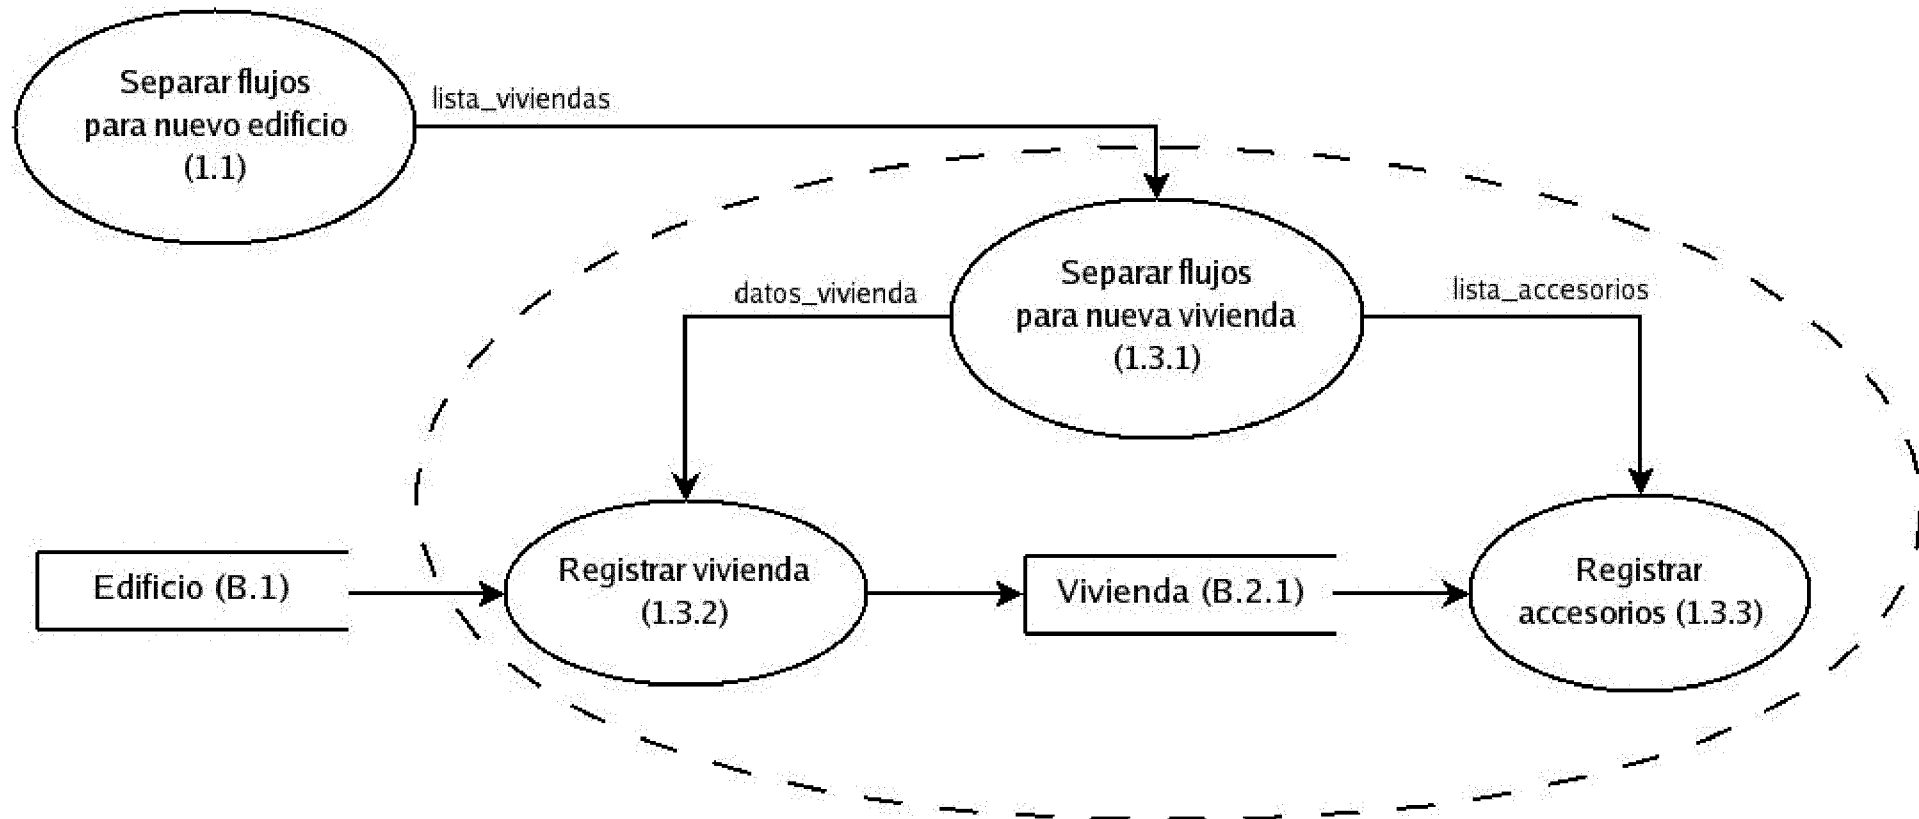 Separar flujos
para nuevo edificio
(1.1)
lista_viviendas
Separar flujos
para nueva vivienda
(1.3.1)
datos_vivienda
lista_accesorios
Edificio (B.1)
Registrar vivienda
(1.3.2)
Vivienda (B.2.1)
Registrar
accesorios (1.3.3)